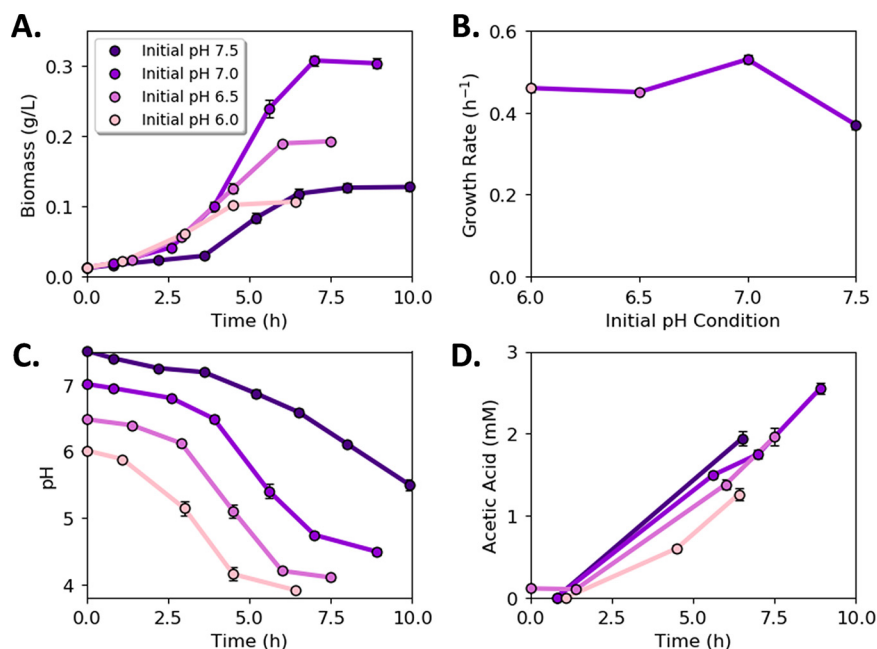 A.
Initial pH 7.5
Initial pH 7.0
Initial pH 6.5
Initial pH 6.0
Biomass (g/L)
0.3
0.2
0.1
0.0
0.0 2.5 5.0 7.5 10.0
Time (h)
B.
Growth Rate (h⁻¹)
0.6
0.4
0.2
0.0
6.0 6.5 7.0 7.5
Initial pH Condition
C.
pH
7
6
5
4
0.0 2.5 5.0 7.5 10.0
Time (h)
D.
Acetic Acid (mM)
3
2
1
0
0.0 2.5 5.0 7.5 10.0
Time (h)